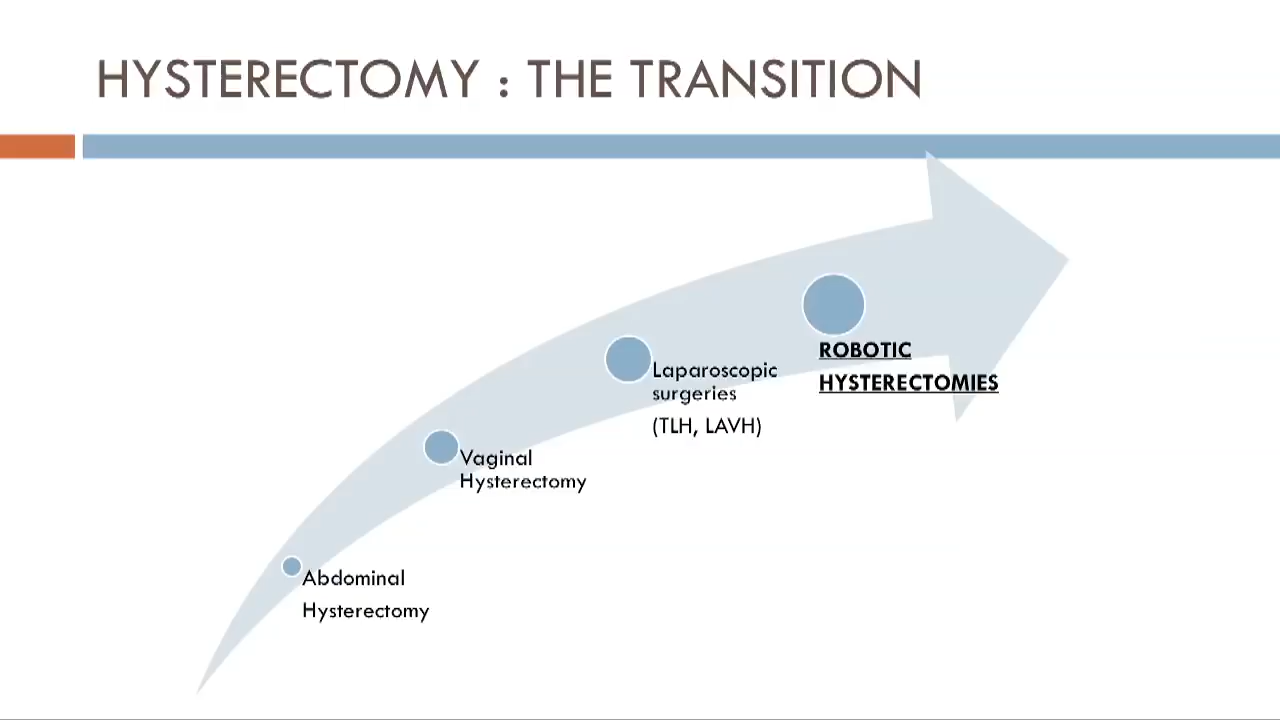 HYSTERECTOMY : THE TRANSITION
ROBOTIC
HYSTERECTOMIES
Laparoscopic
surgeries
(TLH, LAVH)
Vaginal
Hysterectomy
Abdominal
Hysterectomy